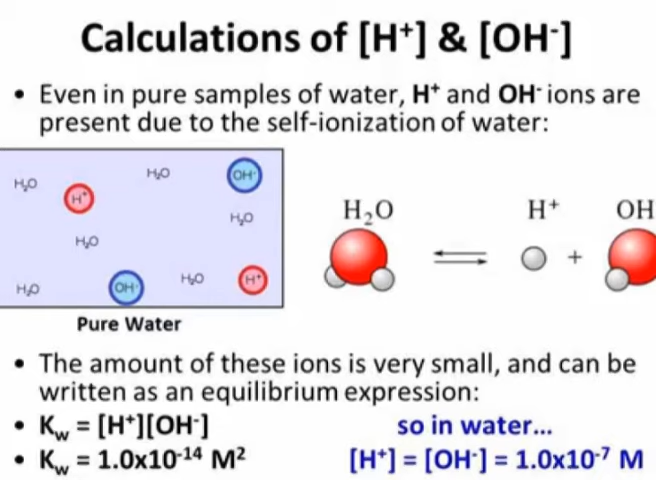 Calculations of [H⁺] & [OH⁻]
• Even in pure samples of water, H⁺ and OH⁻ ions are
present due to the self-ionization of water:
H₂O
H⁺
H₂O
OH⁻
H₂O
H₂O
H₂O
OH⁻
H₂O
H⁺
Pure Water
H₂O ⇌ H⁺ + OH
• The amount of these ions is very small, and can be
written as an equilibrium expression:
• K_w = [H⁺][OH⁻] so in water...
• K_w = 1.0x10⁻¹⁴ M² [H⁺] = [OH⁻] = 1.0x10⁻⁷ M